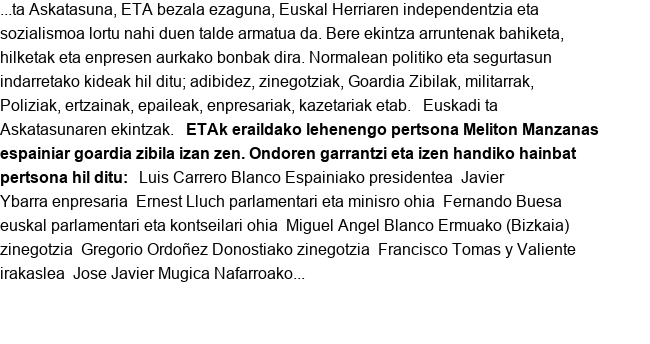 ...ta Askatasuna, ETA bezala ezaguna, Euskal Herriaren independentzia eta
sozialismoa lortu nahi duen talde armatua da. Bere ekintza arruntenak bahiketa,
hilketak eta enpresen aurkako bonbak dira. Normalean politiko eta segurtasun
indarretako kideak hil ditu; adibidez, zinegotziak, Goardia Zibilak, militarrak,
Poliziak, ertzainak, epaileak, enpresariak, kazetariak etab.   Euskadi ta
Askatasunaren ekintzak.   ETAk eraildako lehenengo pertsona Meliton Manzanas
espainiar goardia zibila izan zen. Ondoren garrantzi eta izen handiko hainbat
pertsona hil ditu:   Luis Carrero Blanco Espainiako presidentea  Javier
Ybarra enpresaria  Ernest Lluch parlamentari eta minisro ohia  Fernando Buesa
euskal parlamentari eta kontseilari ohia  Miguel Angel Blanco Ermuako (Bizkaia)
zinegotzia  Gregorio Ordoñez Donostiako zinegotzia  Francisco Tomas y Valiente
irakaslea  Jose Javier Mugica Nafarroako...